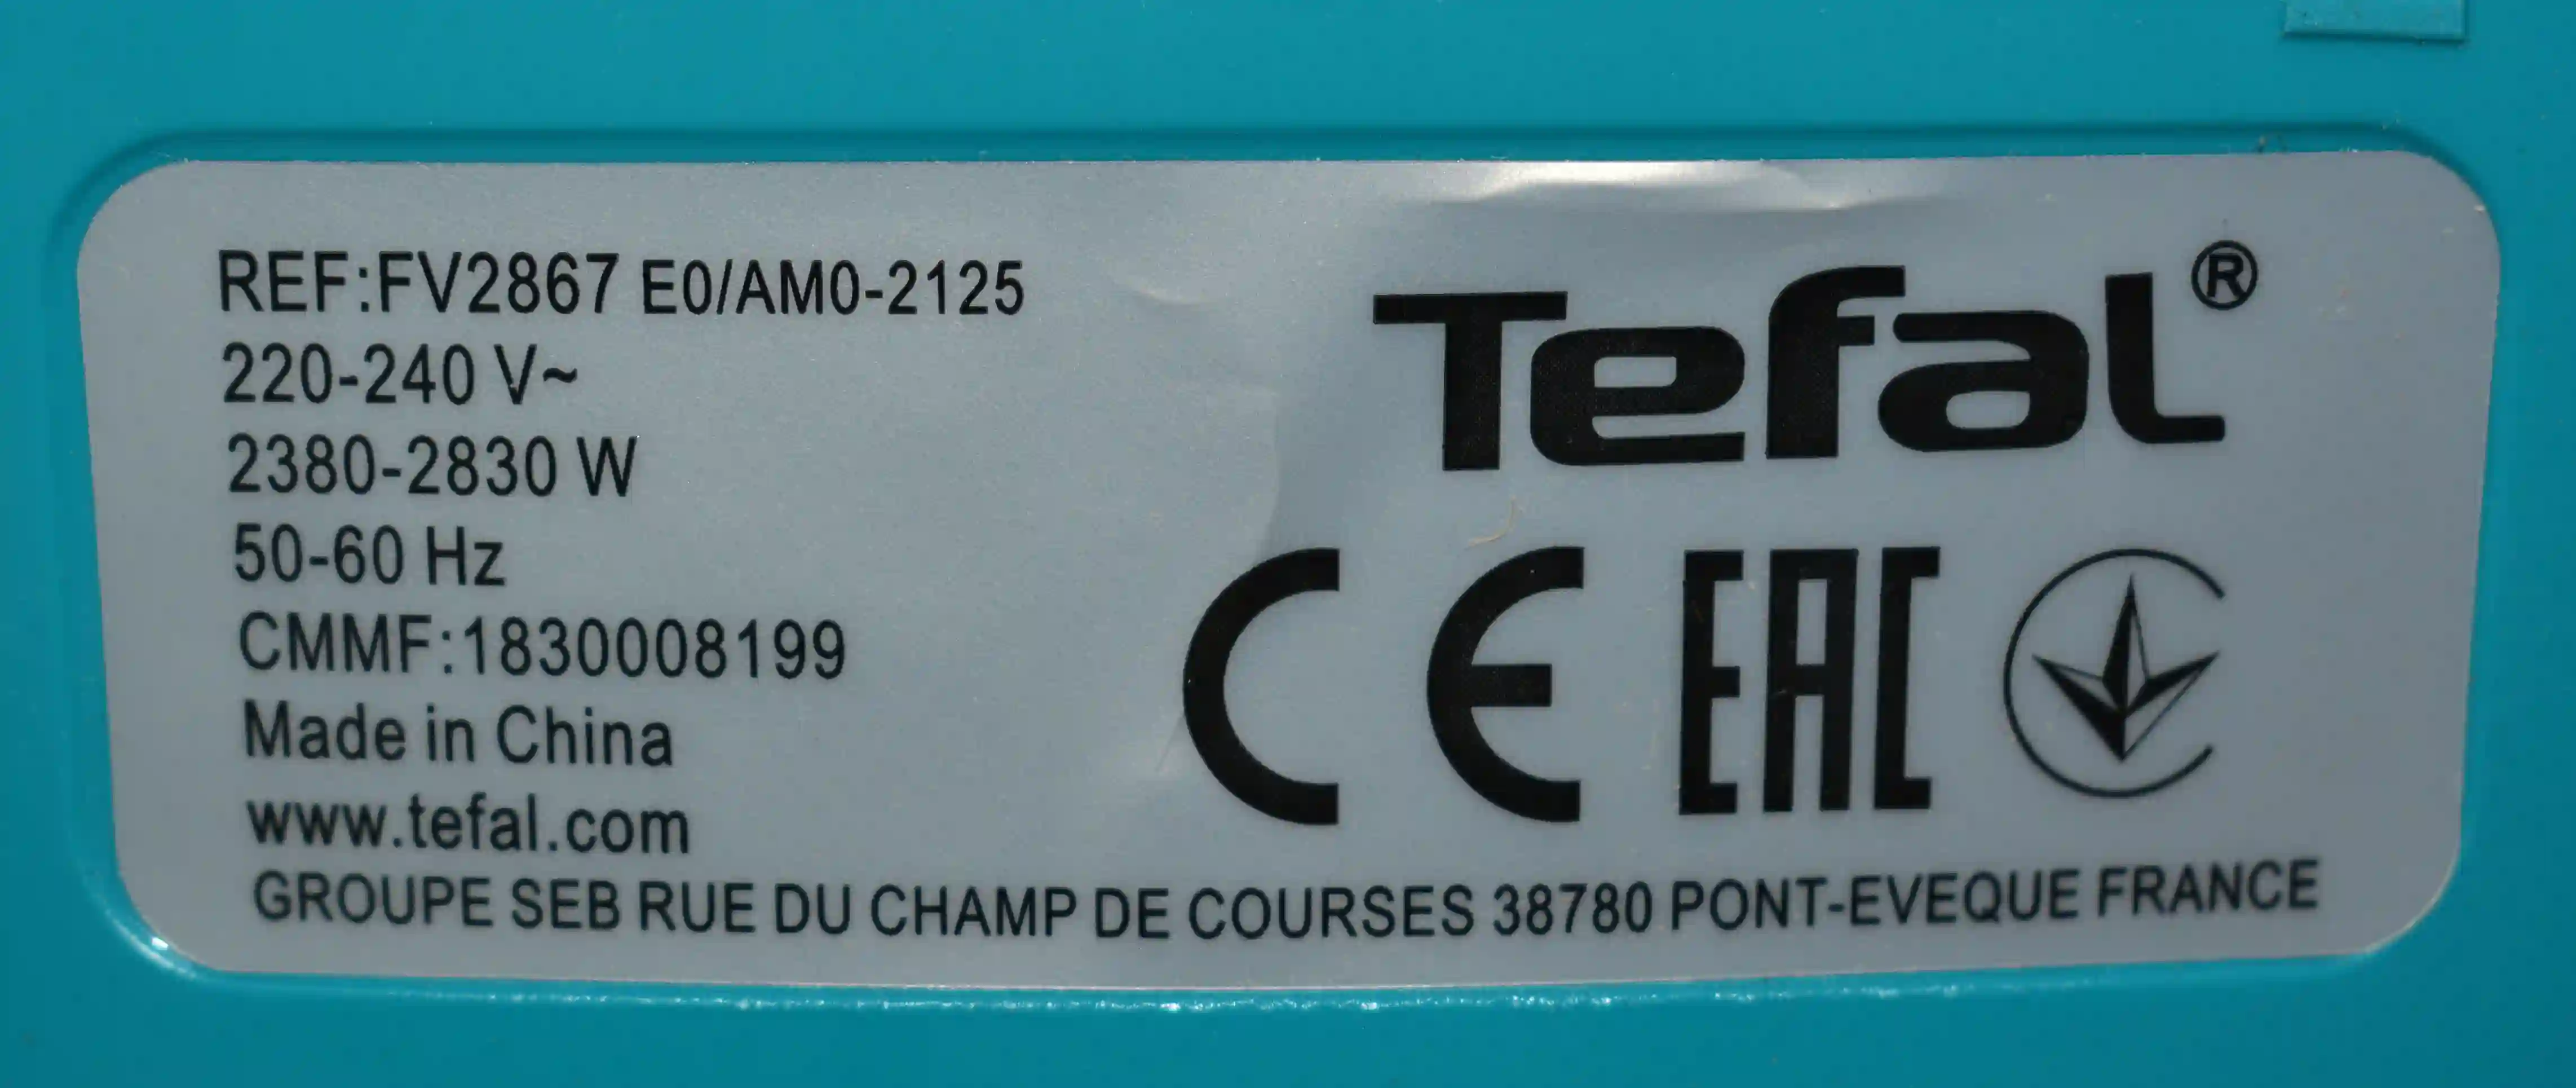 REF:FV2867 E0/AM0-2125
220-240 V~
2380-2830 W
50-60 Hz
CMMF:1830008199
Made in China
www.tefal.com
GROUPE SEB RUE DU CHAMP DE COURSES 38780 PONT-EVEQUE FRANCE
Tefal®
CE EAC